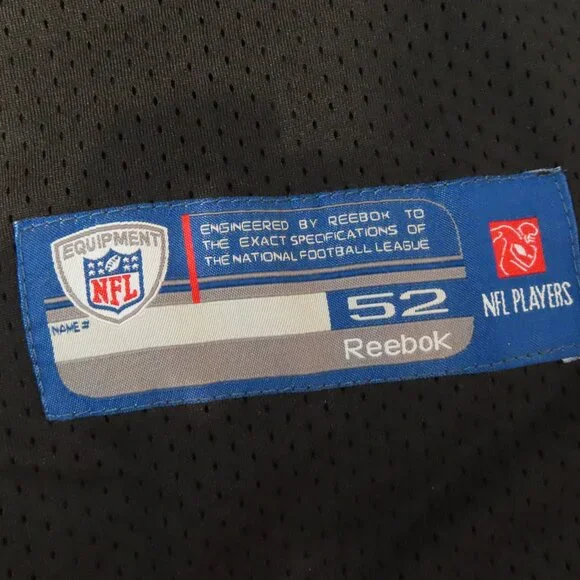 EQUIPMENT
NFL
ENGINEERED BY REEBOK TO
THE EXACT SPECIFICATIONS OF
THE NATIONAL FOOTBALL LEAGUE
NAME #
52
Reebok
NFL PLAYERS